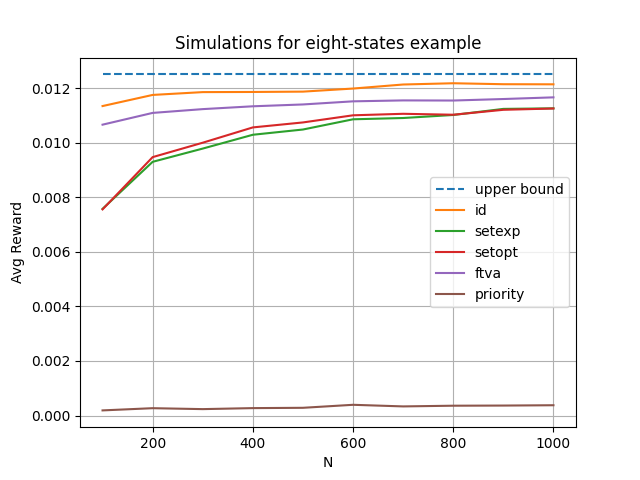 Simulations for eight-states example
0.012
0.010
0.008
0.006
0.004
0.002
0.000
Avg Reward
upper bound
id
setexp
setopt
ftva
priority
200 400 600 800 1000
N